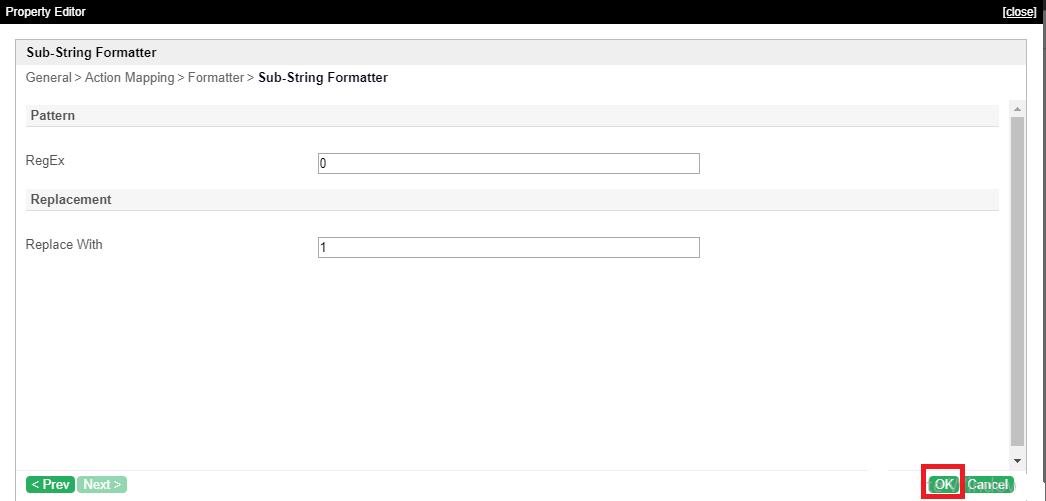 Property Editor [close]
Sub-String Formatter
General > Action Mapping > Formatter > Sub-String Formatter
Pattern
RegEx 0
Replacement
Replace With 1
< Prev Next > OK Cancel